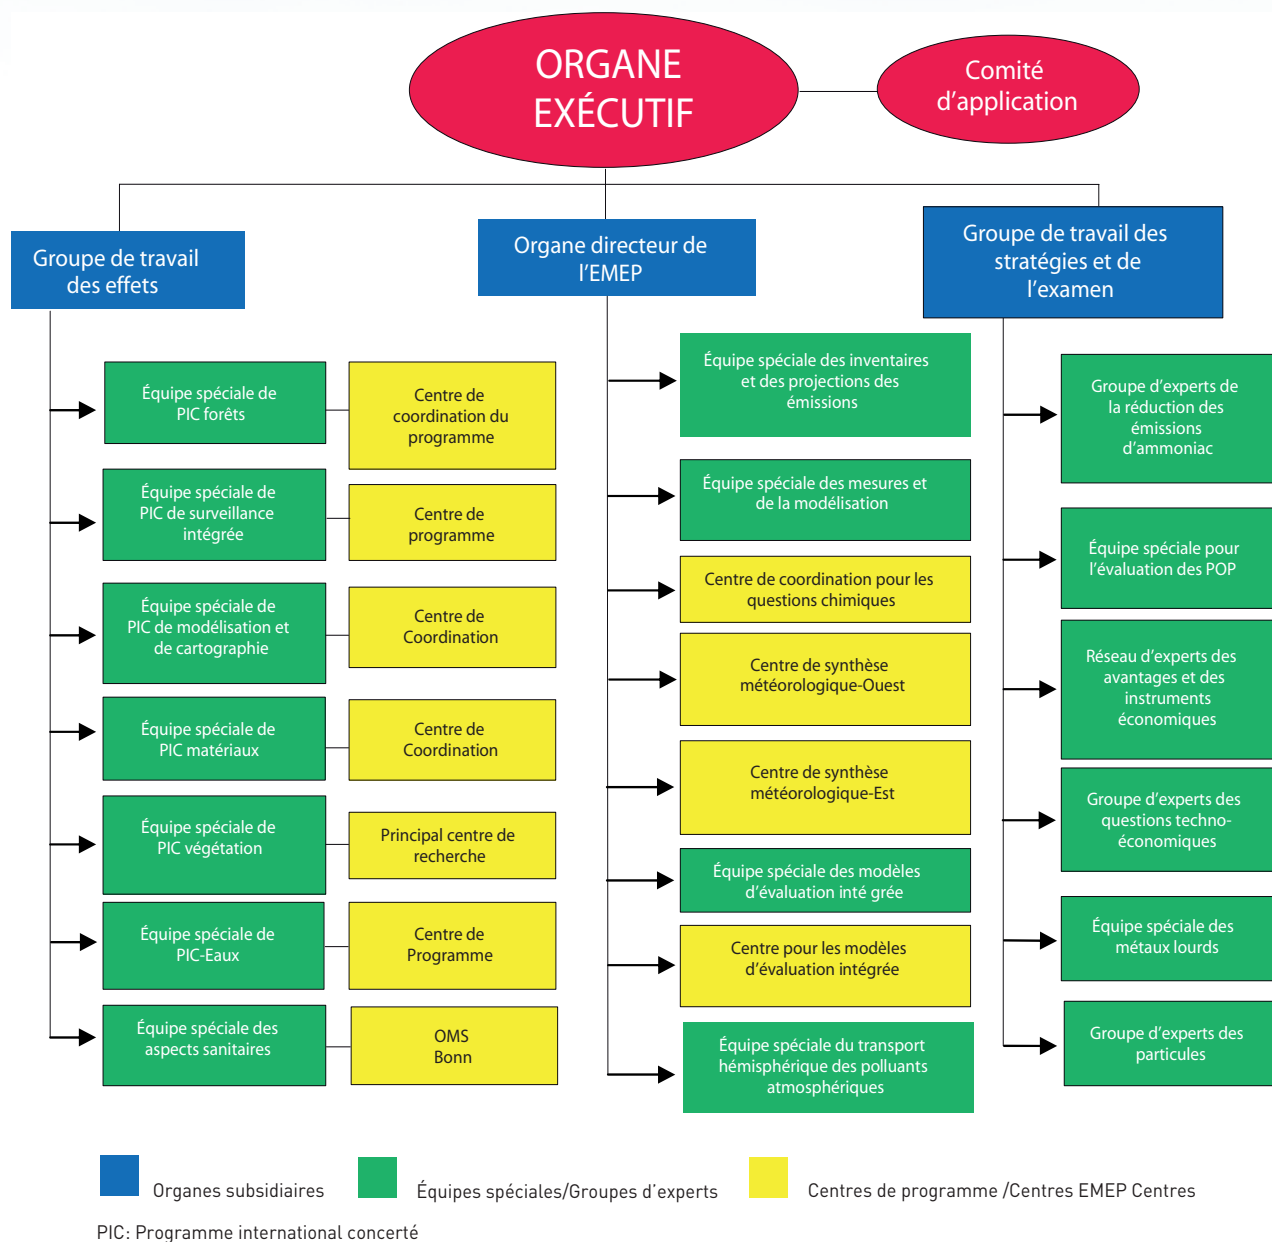 ORGANE
EXÉCUTIF
Comité
d'application
Groupe de travail
des effets
Équipe spéciale de
PIC forêts
Centre de
coordination du
programme
Équipe spéciale de
PIC de surveillance
intégrée
Centre de
programme
Équipe spéciale de
PIC de modélisation et
de cartographie
Centre de
Coordination
Équipe spéciale de
PIC matériaux
Centre de
Coordination
Équipe spéciale de
PIC végétation
Principal centre de
recherche
Équipe spéciale de
PIC-Eaux
Centre de
Programme
Équipe spéciale des
aspects sanitaires
OMS
Bonn
Organe directeur de
l'EMEP
Équipe spéciale des inventaires
et des projections des
émissions
Équipe spéciale des mesures et
de la modélisation
Centre de coordination pour les
questions chimiques
Centre de synthèse
météorologique-Ouest
Centre de synthèse
météorologique-Est
Équipe spéciale des modèles
d'évaluation inté grée
Centre pour les modèles
d'évaluation intégrée
Équipe spéciale du transport
hémisphérique des polluants
atmosphériques
Groupe de travail des
stratégies et de
l'examen
Groupe d'experts de
la réduction des
émissions
d'ammoniac
Équipe spéciale pour
l'évaluation des POP
Réseau d'experts des
avantages et des
instruments
économiques
Groupe d'experts des
questions techno-
économiques
Équipe spéciale des
métaux lourds
Groupe d'experts des
particules
Organes subsidiaires
Équipes spéciales/Groupes d'experts
Centres de programme /Centres EMEP Centres
PIC: Programme international concerté